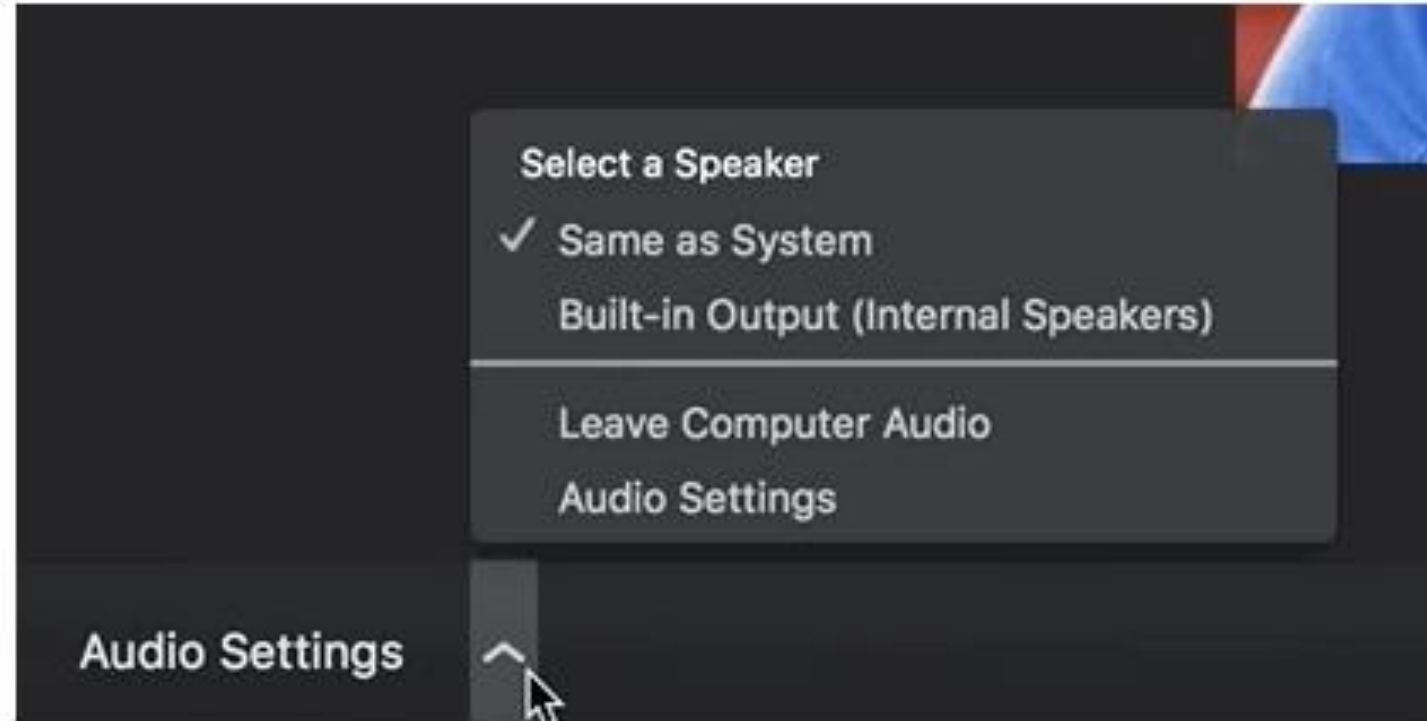 Select a Speaker
Same as System
Built-in Output (Internal Speakers)
Leave Computer Audio
Audio Settings
Audio Settings